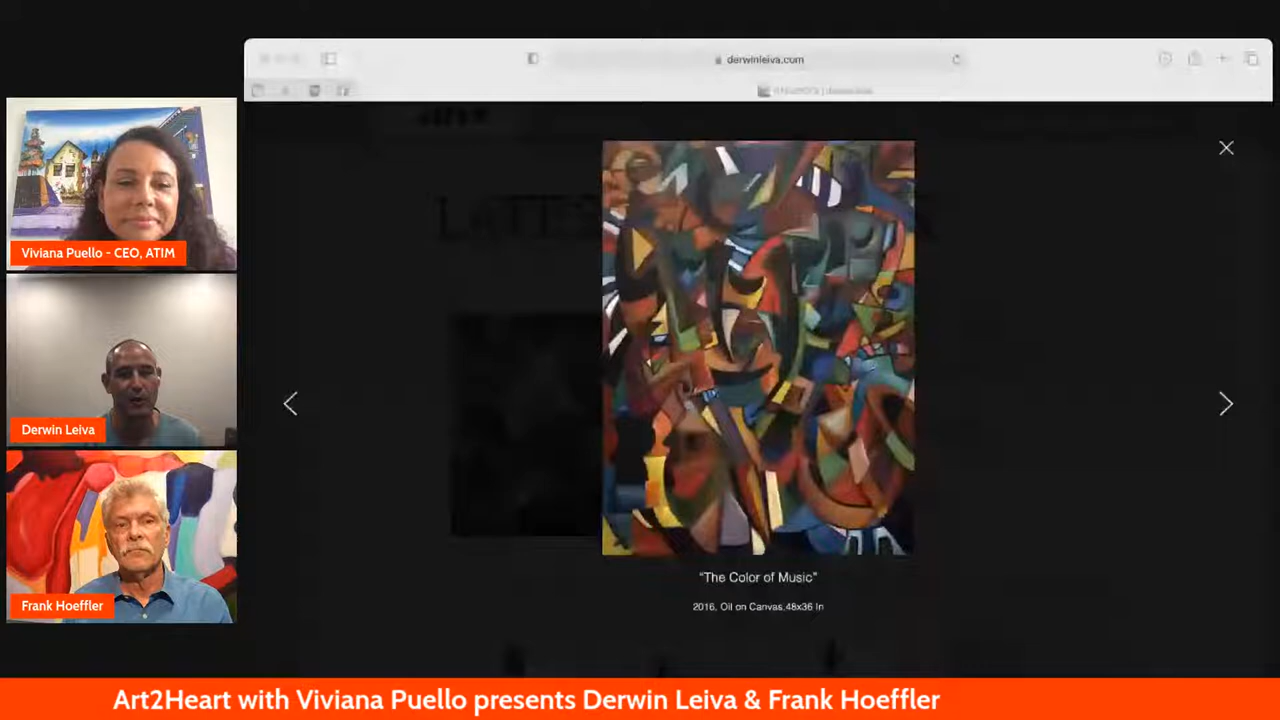 derwinleiva.com
Viviana Puello - CEO, ATIM
Derwin Leiva
Frank Hoeffler
"The Color of Music"
2016, Oil on Canvas,48x36 In
Art2Heart with Viviana Puello presents Derwin Leiva & Frank Hoeffler